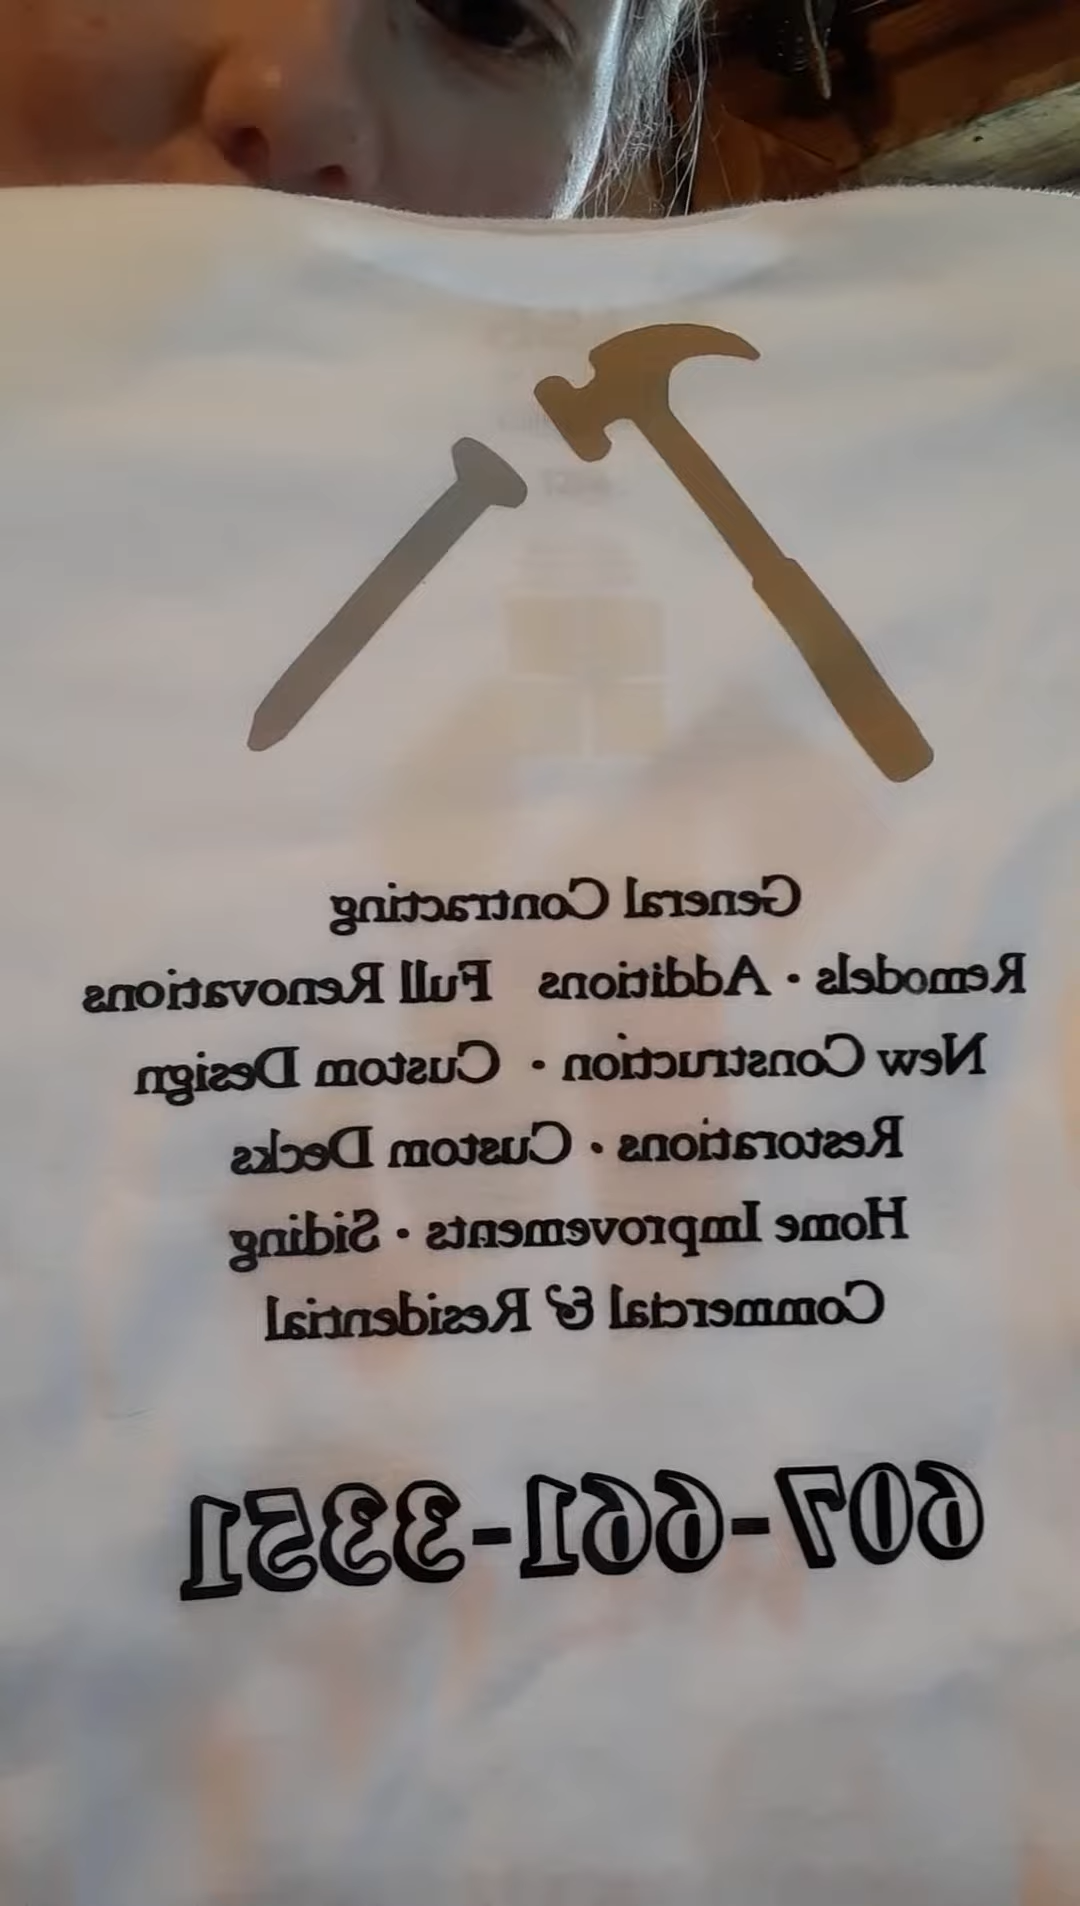 General Contracting
Remodels · Additions Full Renovations
New Construction · Custom Design
Restorations · Custom Decks
Home Improvements · Siding
Commercial & Residential
607-661-3351